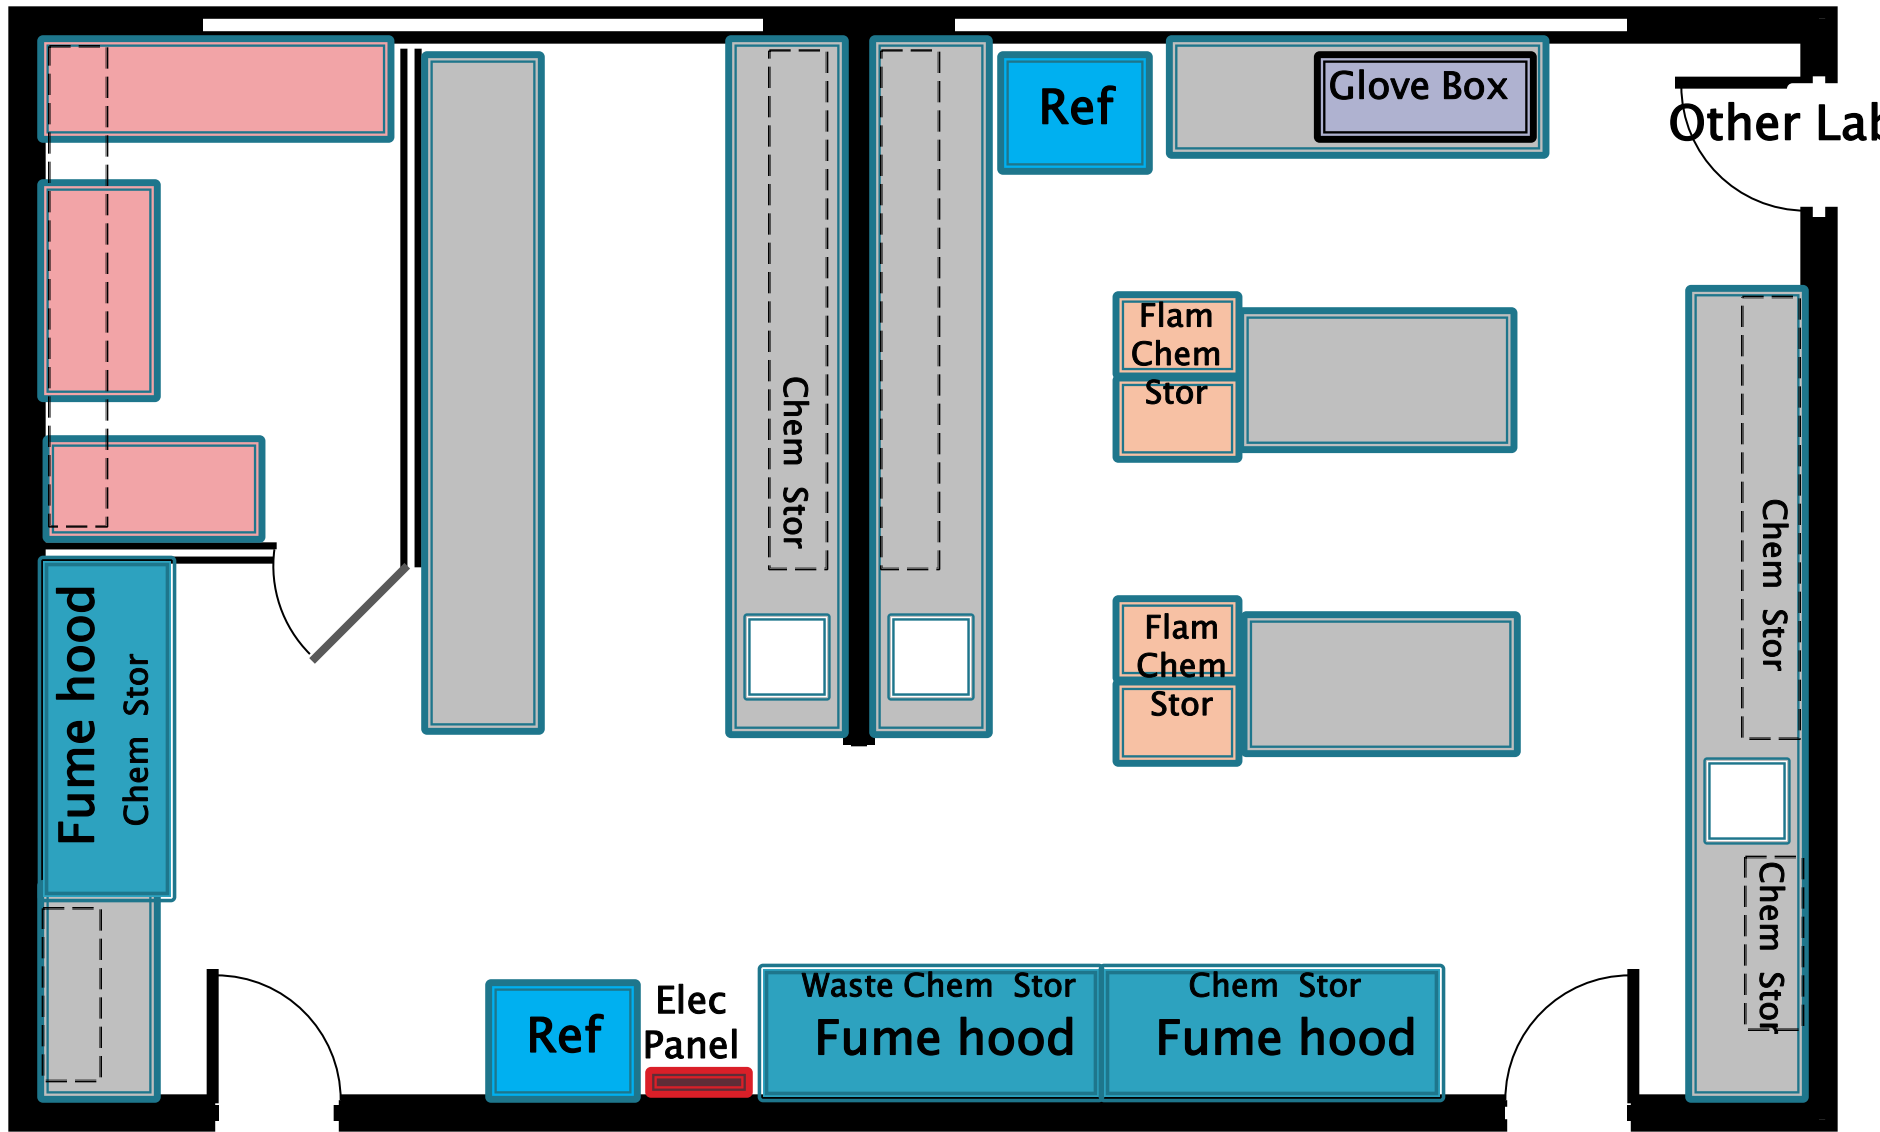 Ref
Glove Box
Other Lab
Flam
Chem
Stor
Chem Stor
Chem Stor
Fume hood
Chem Stor
Flam
Chem
Stor
Chem Stor
Ref
Elec
Panel
Waste Chem Stor
Fume hood
Chem Stor
Fume hood